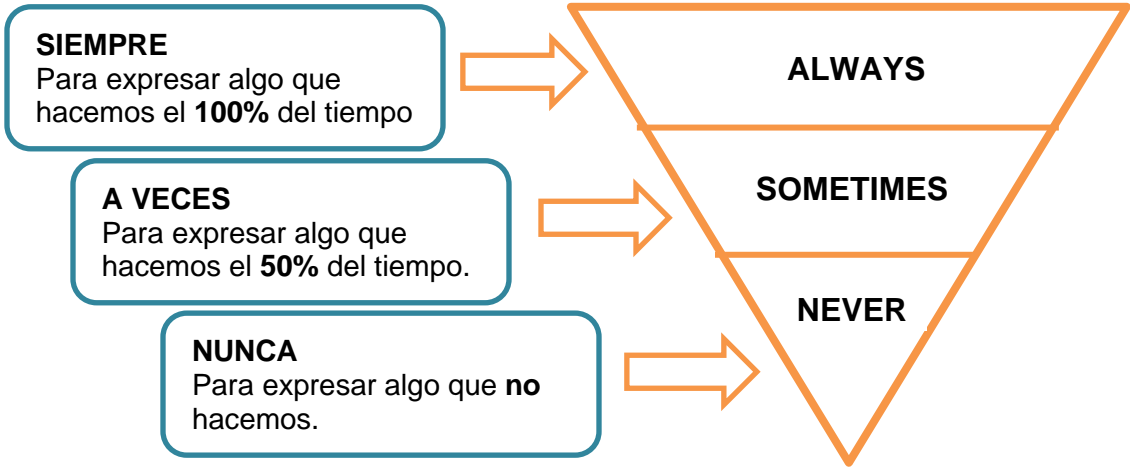 SIEMPRE
Para expresar algo que
hacemos el 100% del tiempo
ALWAYS
A VECES
Para expresar algo que
hacemos el 50% del tiempo.
SOMETIMES
NUNCA
Para expresar algo que no
hacemos.
NEVER